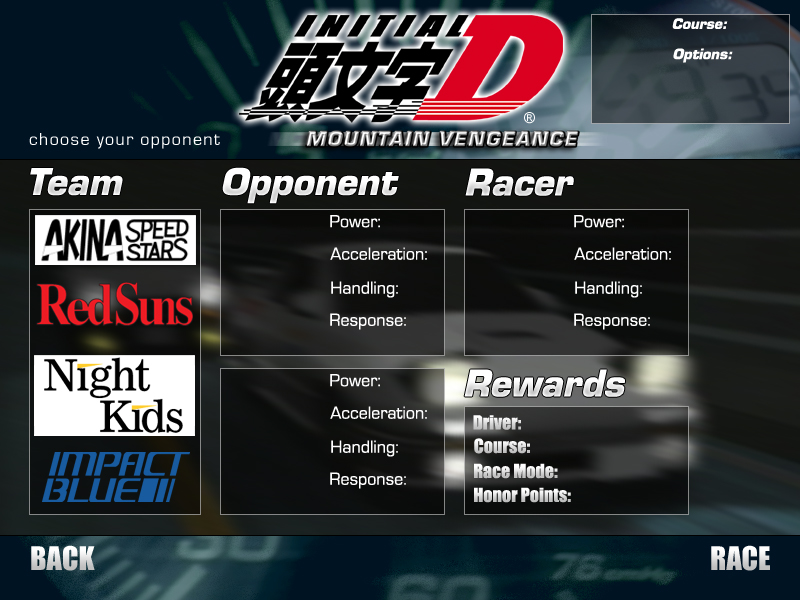 INITIAL
頭文字D
®
MOUNTAIN VENGEANCE
Course:
Options:
choose your opponent
Team
Opponent
Racer
AKINA SPEED STARS
RedSuns
Night
Kids
IMPACT
BLUE
Power:
Acceleration:
Handling:
Response:
Power:
Acceleration:
Handling:
Response:
Power:
Acceleration:
Handling:
Response:
Rewards
Driver:
Course:
Race Mode:
Honor Points:
BACK
RACE
60
76